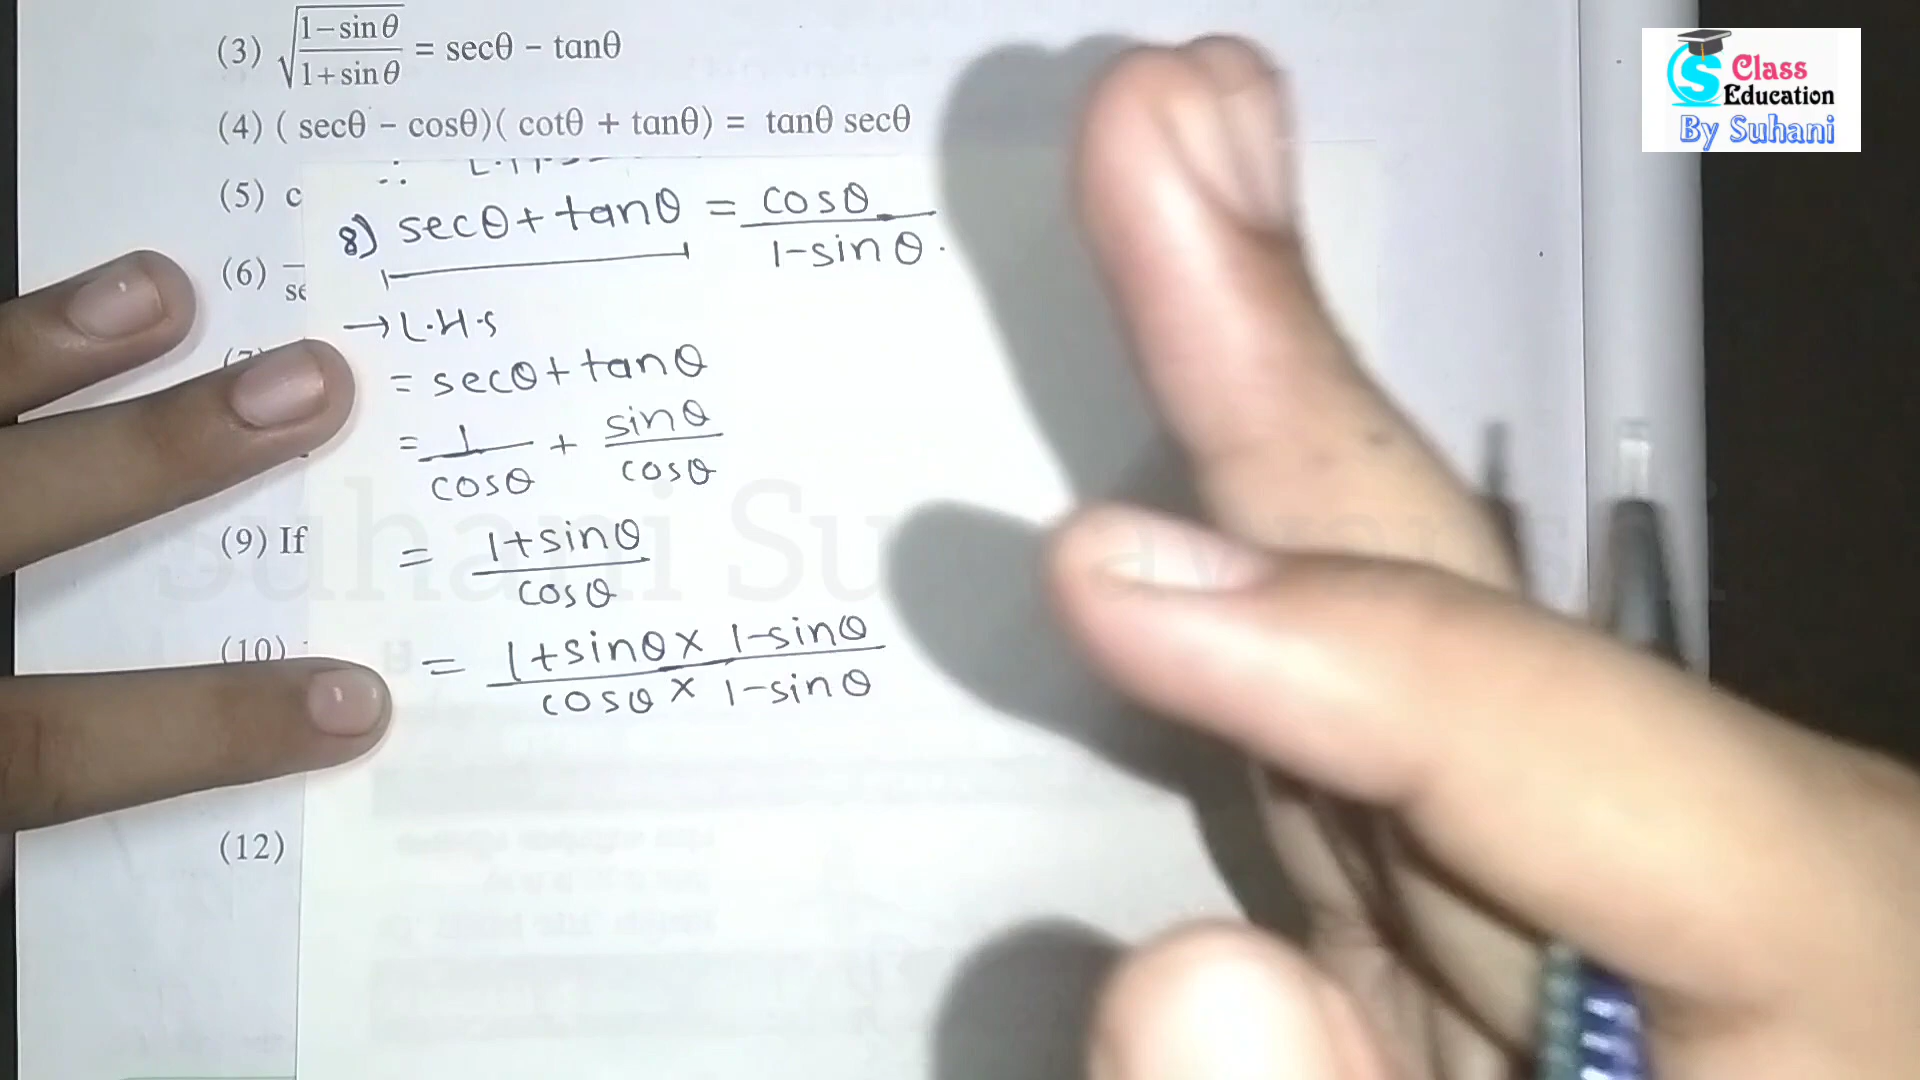 (3) √(1−sinθ / 1+sinθ) = secθ − tanθ
(4) ( secθ − cosθ)( cotθ + tanθ) = tanθ secθ
(5) c
8) secθ + tanθ = cosθ / 1-sinθ.
(6)
se
→ L.H.S
= secθ + tanθ
= 1/cosθ + sinθ/cosθ
(9) If
= 1+sinθ / cosθ
(10)
= 1+sinθ × 1-sinθ / cosθ × 1-sinθ
(12)
S Class
Education
By Suhani